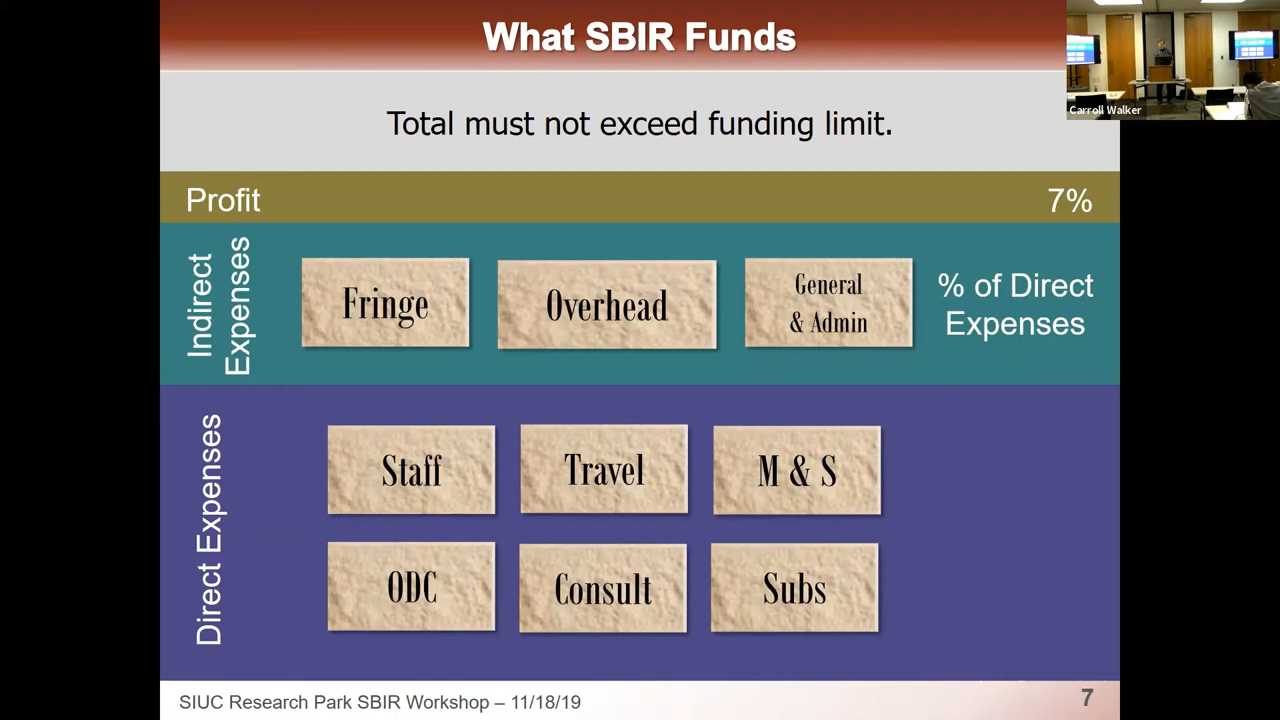 What SBIR Funds
Carroll Walker
Total must not exceed funding limit.
Profit
7%
Indirect
Expenses
Fringe
Overhead
General
& Admin
% of Direct
Expenses
Direct Expenses
Staff
Travel
M & S
ODC
Consult
Subs
SIUC Research Park SBIR Workshop – 11/18/19
7